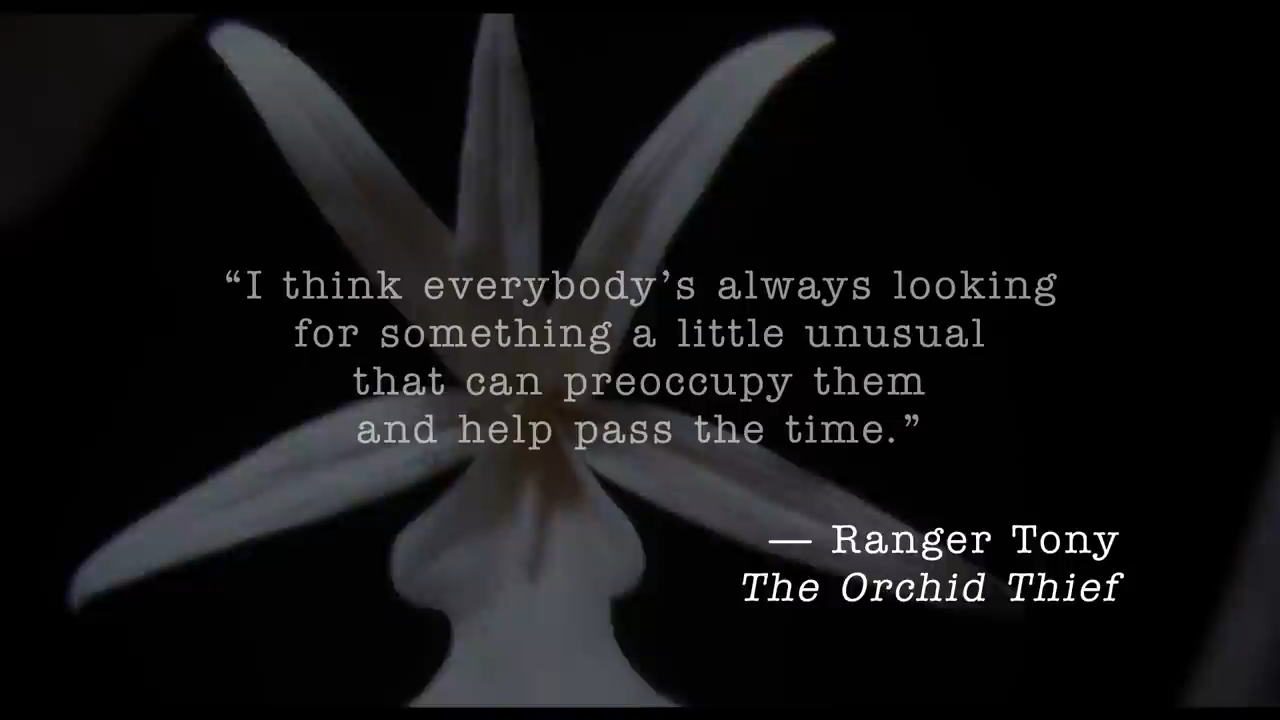 “I think everybody’s always looking
for something a little unusual
that can preoccupy them
and help pass the time.”
— Ranger Tony
The Orchid Thief